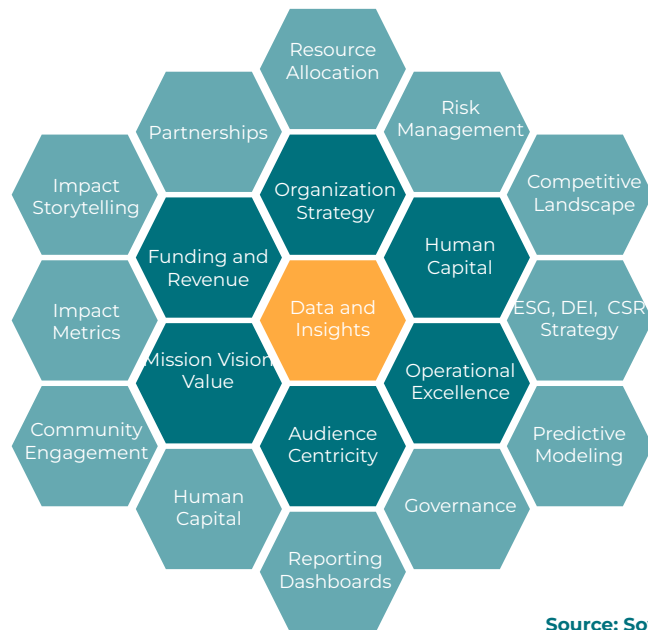 Resource
Allocation
Partnerships
Risk
Management
Impact
Storytelling
Organization
Strategy
Competitive
Landscape
Funding and
Revenue
Human
Capital
Impact
Metrics
Data and
Insights
ESG, DEI, CSR
Strategy
Mission Vision
Value
Operational
Excellence
Community
Engagement
Audience
Centricity
Predictive
Modeling
Human
Capital
Governance
Reporting
Dashboards
Source: